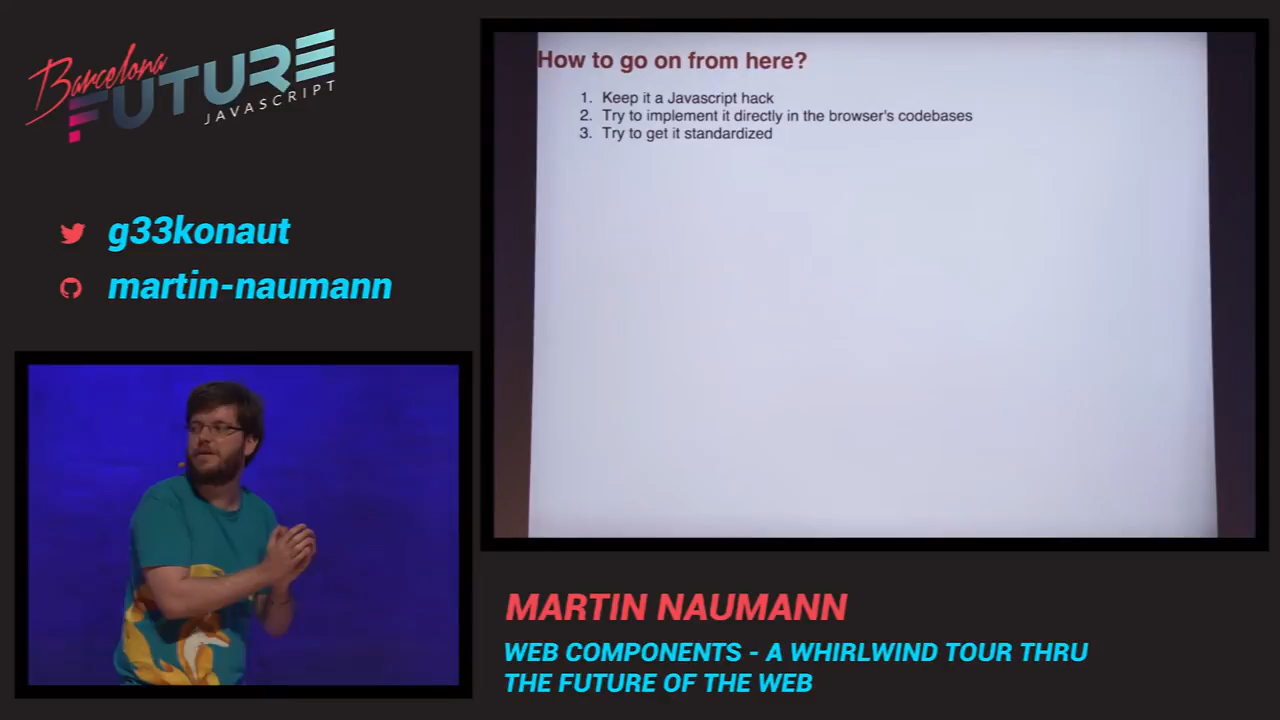 Barcelona
FUTURE
JAVASCRIPT
g33konaut
martin-naumann
How to go on from here?
1. Keep it a Javascript hack
2. Try to implement it directly in the browser's codebases
3. Try to get it standardized
MARTIN NAUMANN
WEB COMPONENTS - A WHIRLWIND TOUR THRU
THE FUTURE OF THE WEB